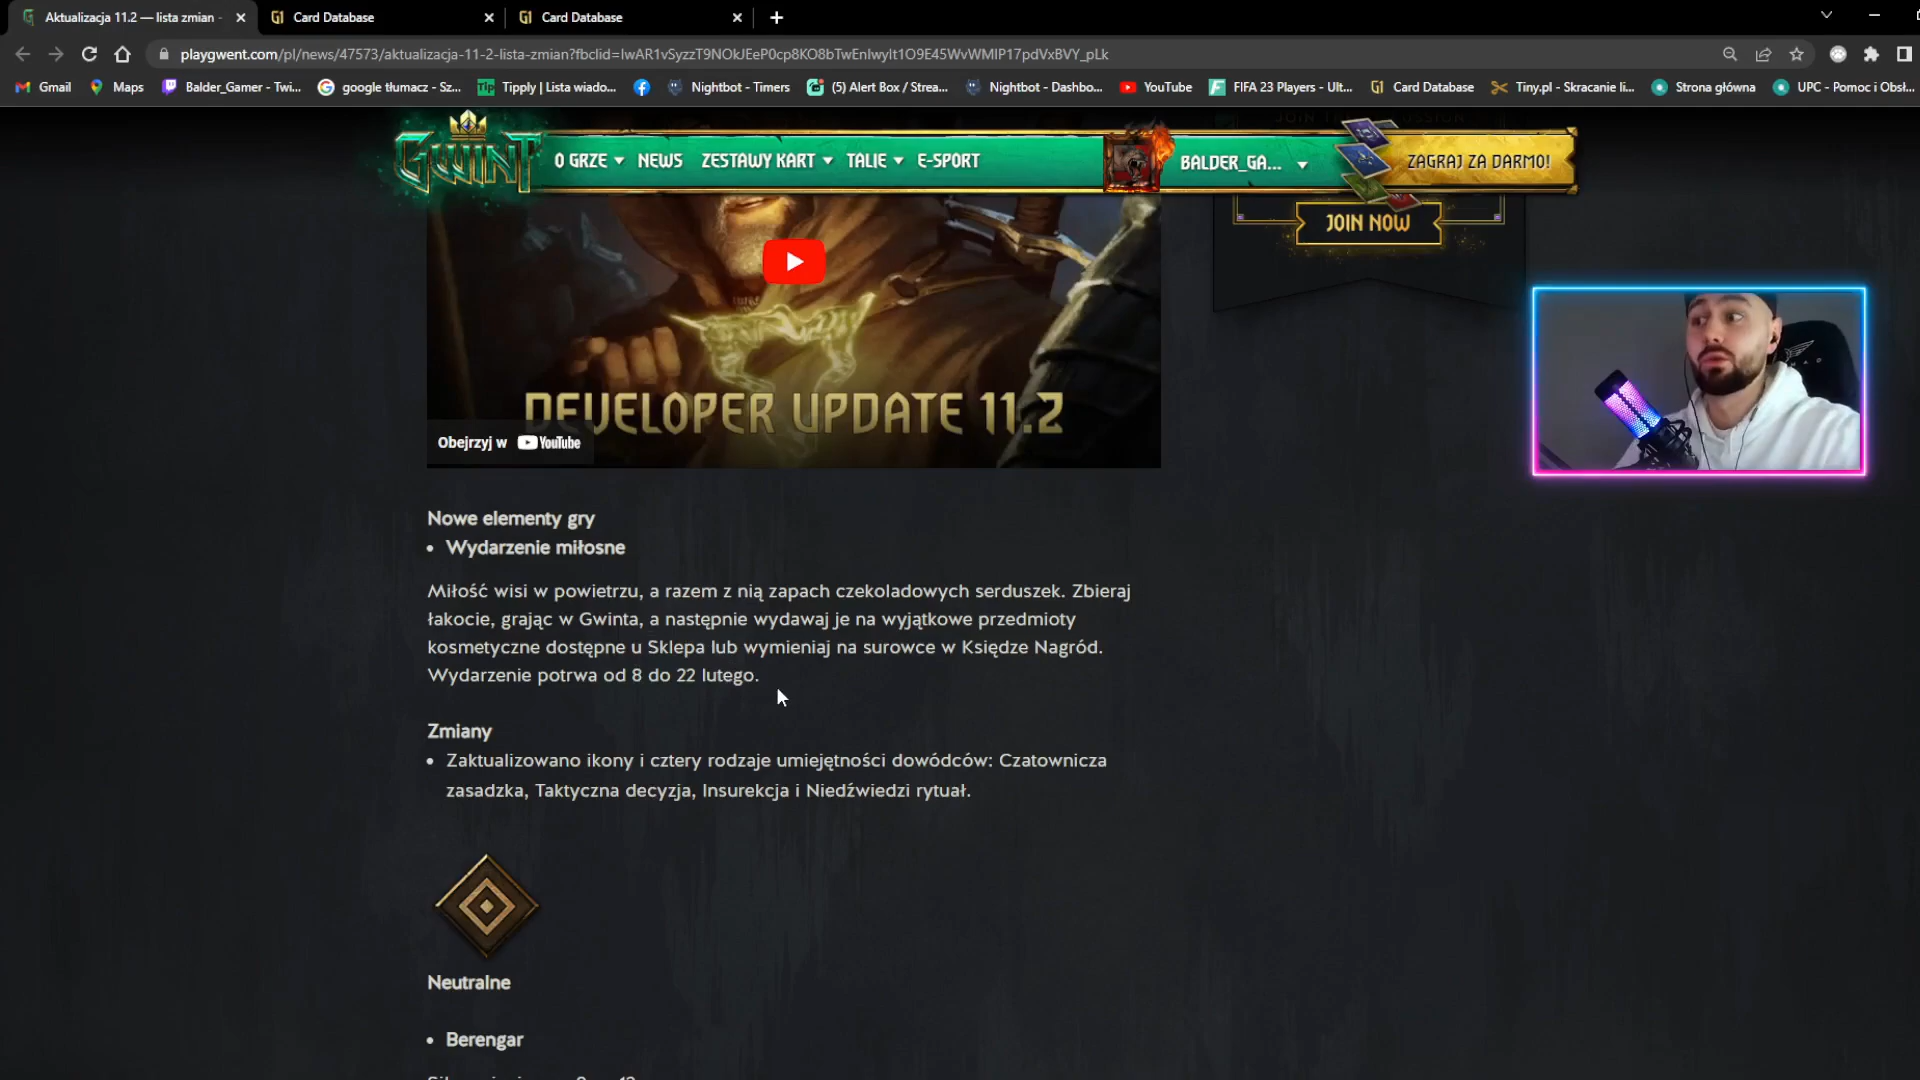 Aktualizacja 11.2 — lista zmian -
Card Database
Card Database
playgwent.com/pl/news/47573/aktualizacja-11-2-lista-zmian?fbclid=IwAR1vSyzzT9NOkJEeP0cp8KO8bTwEnIwyIt1O9E45WvWMIP17pdVxBVY_pLk
Gmail
Maps
Balder_Gamer - Twi...
google tłumacz - Sz...
Tipply | Lista wiado...
Nightbot - Timers
(5) Alert Box / Strea...
Nightbot - Dashbo...
YouTube
FIFA 23 Players - Ult...
Card Database
Tiny.pl - Skracanie li...
Strona główna
UPC - Pomoc i Obsł...
GWINT
O GRZE
NEWS
ZESTAWY KART
TALIE
E-SPORT
BALDER_GA...
ZAGRAJ ZA DARMO!
JOIN NOW
DEVELOPER UPDATE 11.2
Obejrzyj w YouTube
Nowe elementy gry
• Wydarzenie miłosne
Miłość wisi w powietrzu, a razem z nią zapach czekoladowych serduszek. Zbieraj
łakocie, grając w Gwinta, a następnie wydawaj je na wyjątkowe przedmioty
kosmetyczne dostępne u Sklepa lub wymieniaj na surowce w Księdze Nagród.
Wydarzenie potrwa od 8 do 22 lutego.
Zmiany
• Zaktualizowano ikony i cztery rodzaje umiejętności dowódców: Czatownicza
zasadzka, Taktyczna decyzja, Insurekcja i Niedźwiedzi rytuał.
Neutralne
• Berengar